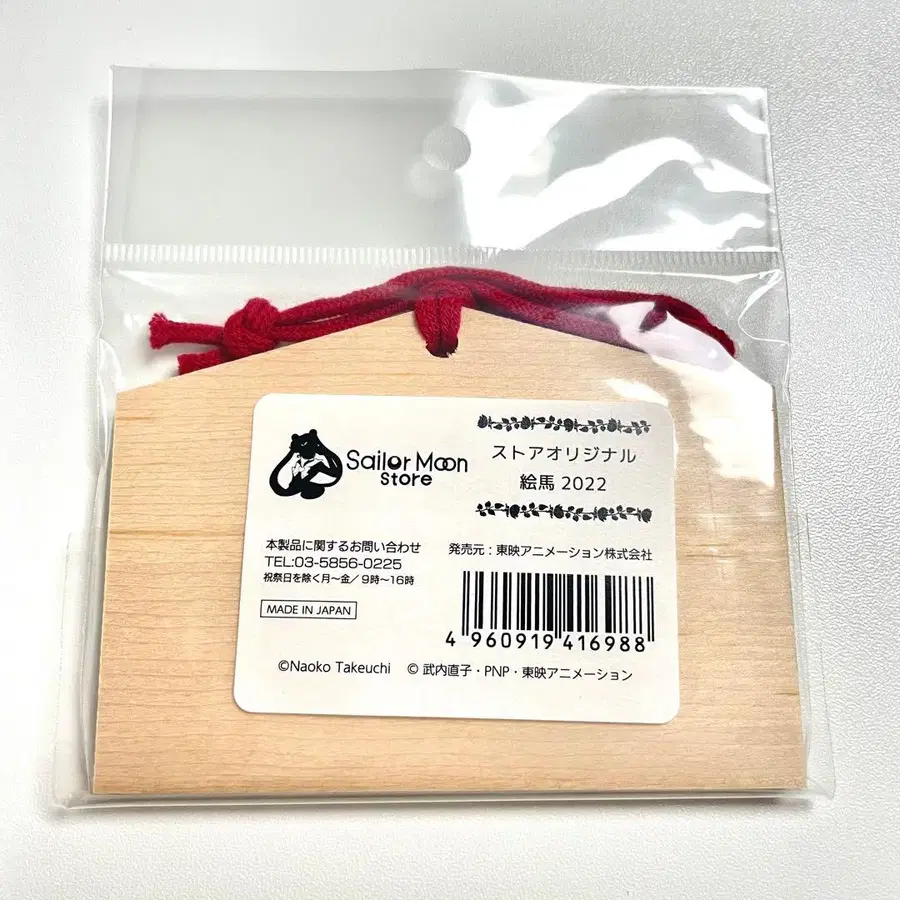 Sailor Moon
store
ストアオリジナル
絵馬 2022
本製品に関するお問い合わせ
TEL:03-5856-0225
祝祭日を除く月～金/9時～16時
MADE IN JAPAN
発売元:東映アニメーション株式会社
4 960919 416988
©Naoko Takeuchi © 武内直子・PNP・東映アニメーション